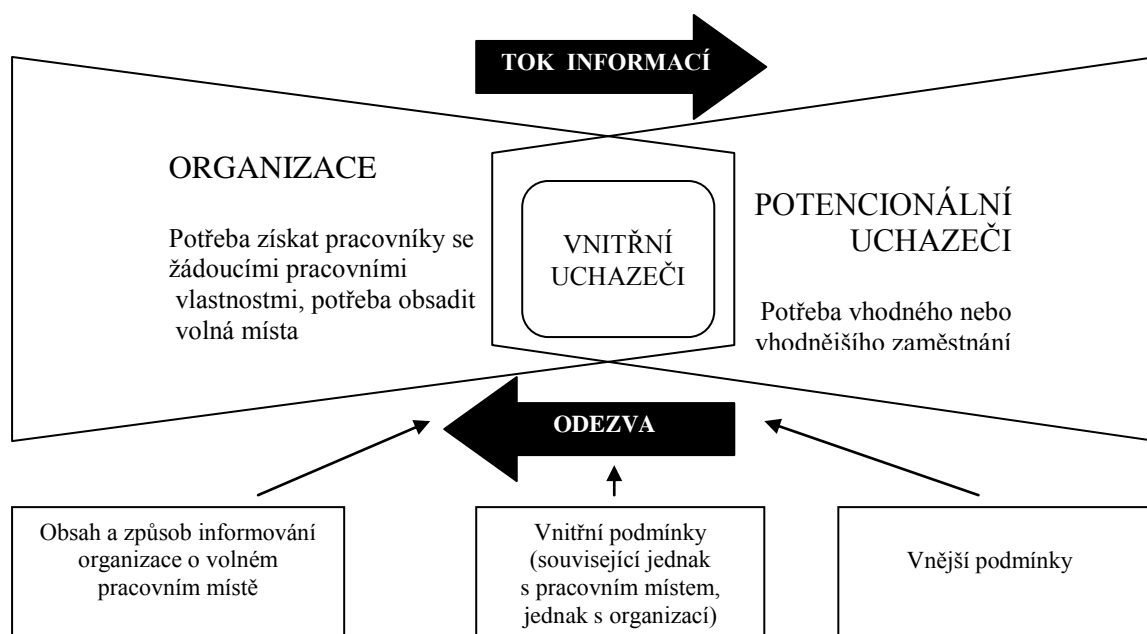 TOK INFORMACÍ
ORGANIZACE
Potřeba získat pracovníky se
žádoucími pracovními
vlastnostmi, potřeba obsadit
volná místa
VNITŘNÍ
UCHAZEČI
POTENCIONÁLNÍ
UCHAZEČI
Potřeba vhodného nebo
vhodnějšího zaměstnání
ODEZVA
Obsah a způsob informování
organizace o volném
pracovním místě
Vnitřní podmínky
(související jednak
s pracovním místem,
jednak s organizací)
Vnější podmínky